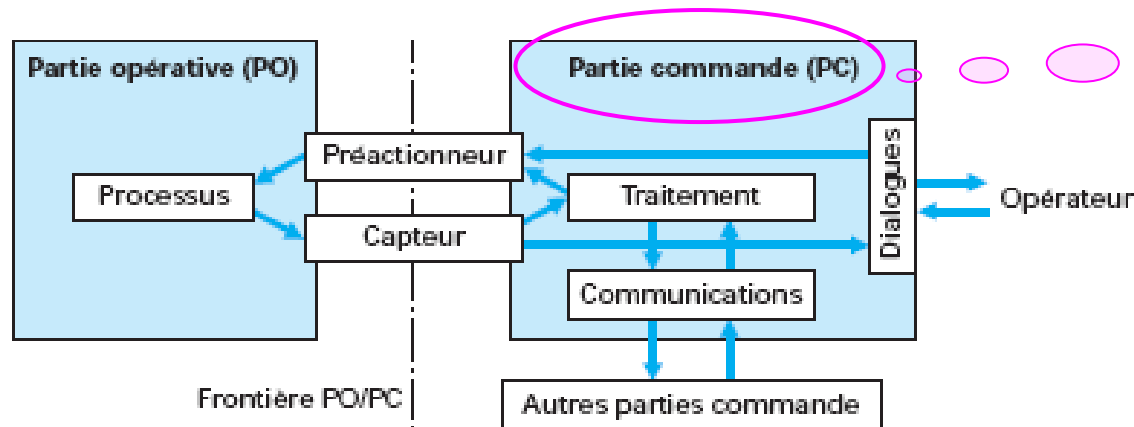 Partie opérative (PO)
Partie commande (PC)
Préactionneur
Processus
Traitement
Capteur
Dialogues
Opérateur
Communications
Frontière PO/PC
Autres parties commande